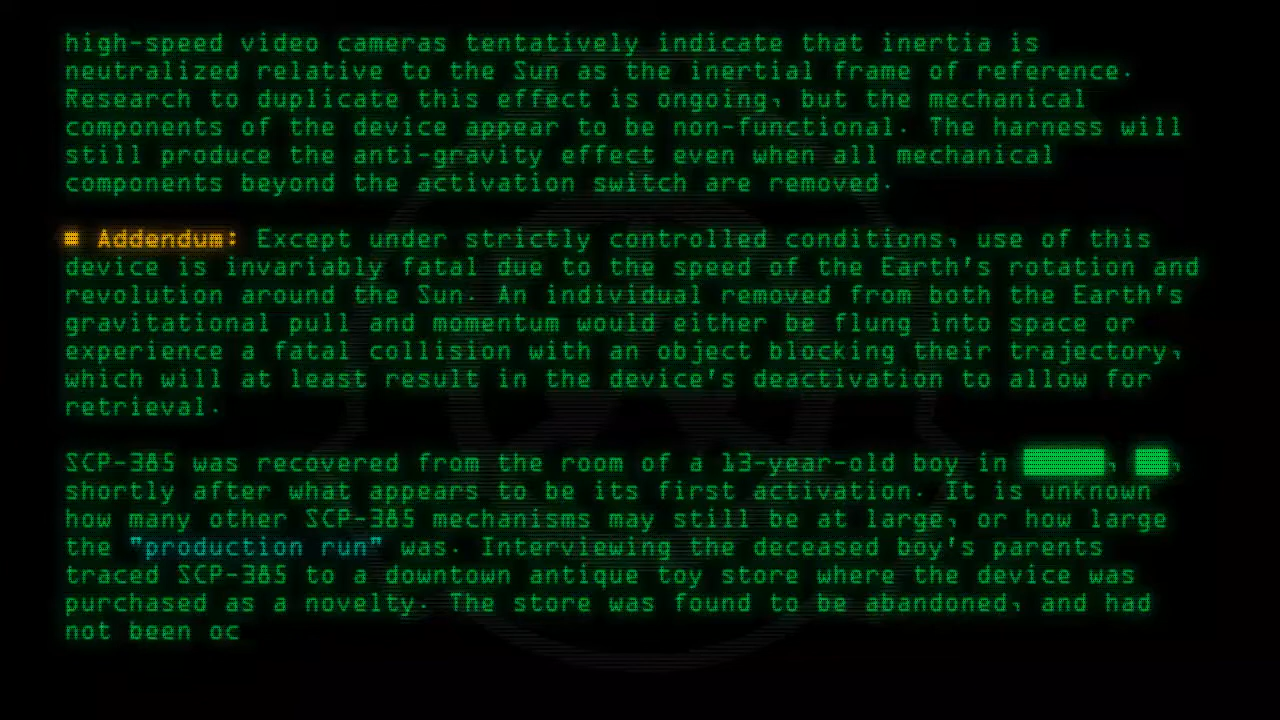 high-speed video cameras tentatively indicate that inertia is
neutralized relative to the Sun as the inertial frame of reference.
Research to duplicate this effect is ongoing, but the mechanical
components of the device appear to be non-functional. The harness will
still produce the anti-gravity effect even when all mechanical
components beyond the activation switch are removed.
■ Addendum: Except under strictly controlled conditions, use of this
device is invariably fatal due to the speed of the Earth's rotation and
revolution around the Sun. An individual removed from both the Earth's
gravitational pull and momentum would either be flung into space or
experience a fatal collision with an object blocking their trajectory,
which will at least result in the device's deactivation to allow for
retrieval.
SCP-385 was recovered from the room of a 13-year-old boy in █████, ██,
shortly after what appears to be its first activation. It is unknown
how many other SCP-385 mechanisms may still be at large, or how large
the "production run" was. Interviewing the deceased boy's parents
traced SCP-385 to a downtown antique toy store where the device was
purchased as a novelty. The store was found to be abandoned, and had
not been oc